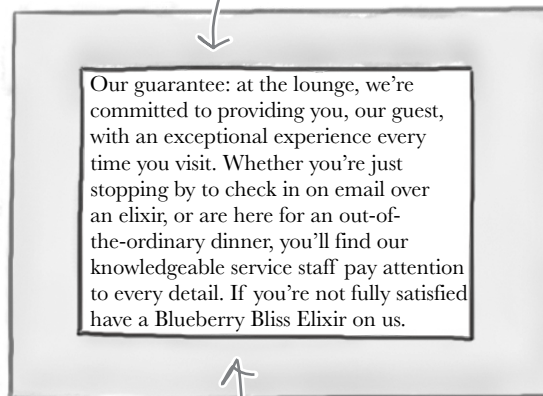 Our guarantee: at the lounge, we’re
committed to providing you, our guest,
with an exceptional experience every
time you visit. Whether you’re just
stopping by to check in on email over
an elixir, or are here for an out-of-
the-ordinary dinner, you’ll find our
knowledgeable service staff pay attention
to every detail. If you’re not fully satisfied
have a Blueberry Bliss Elixir on us.